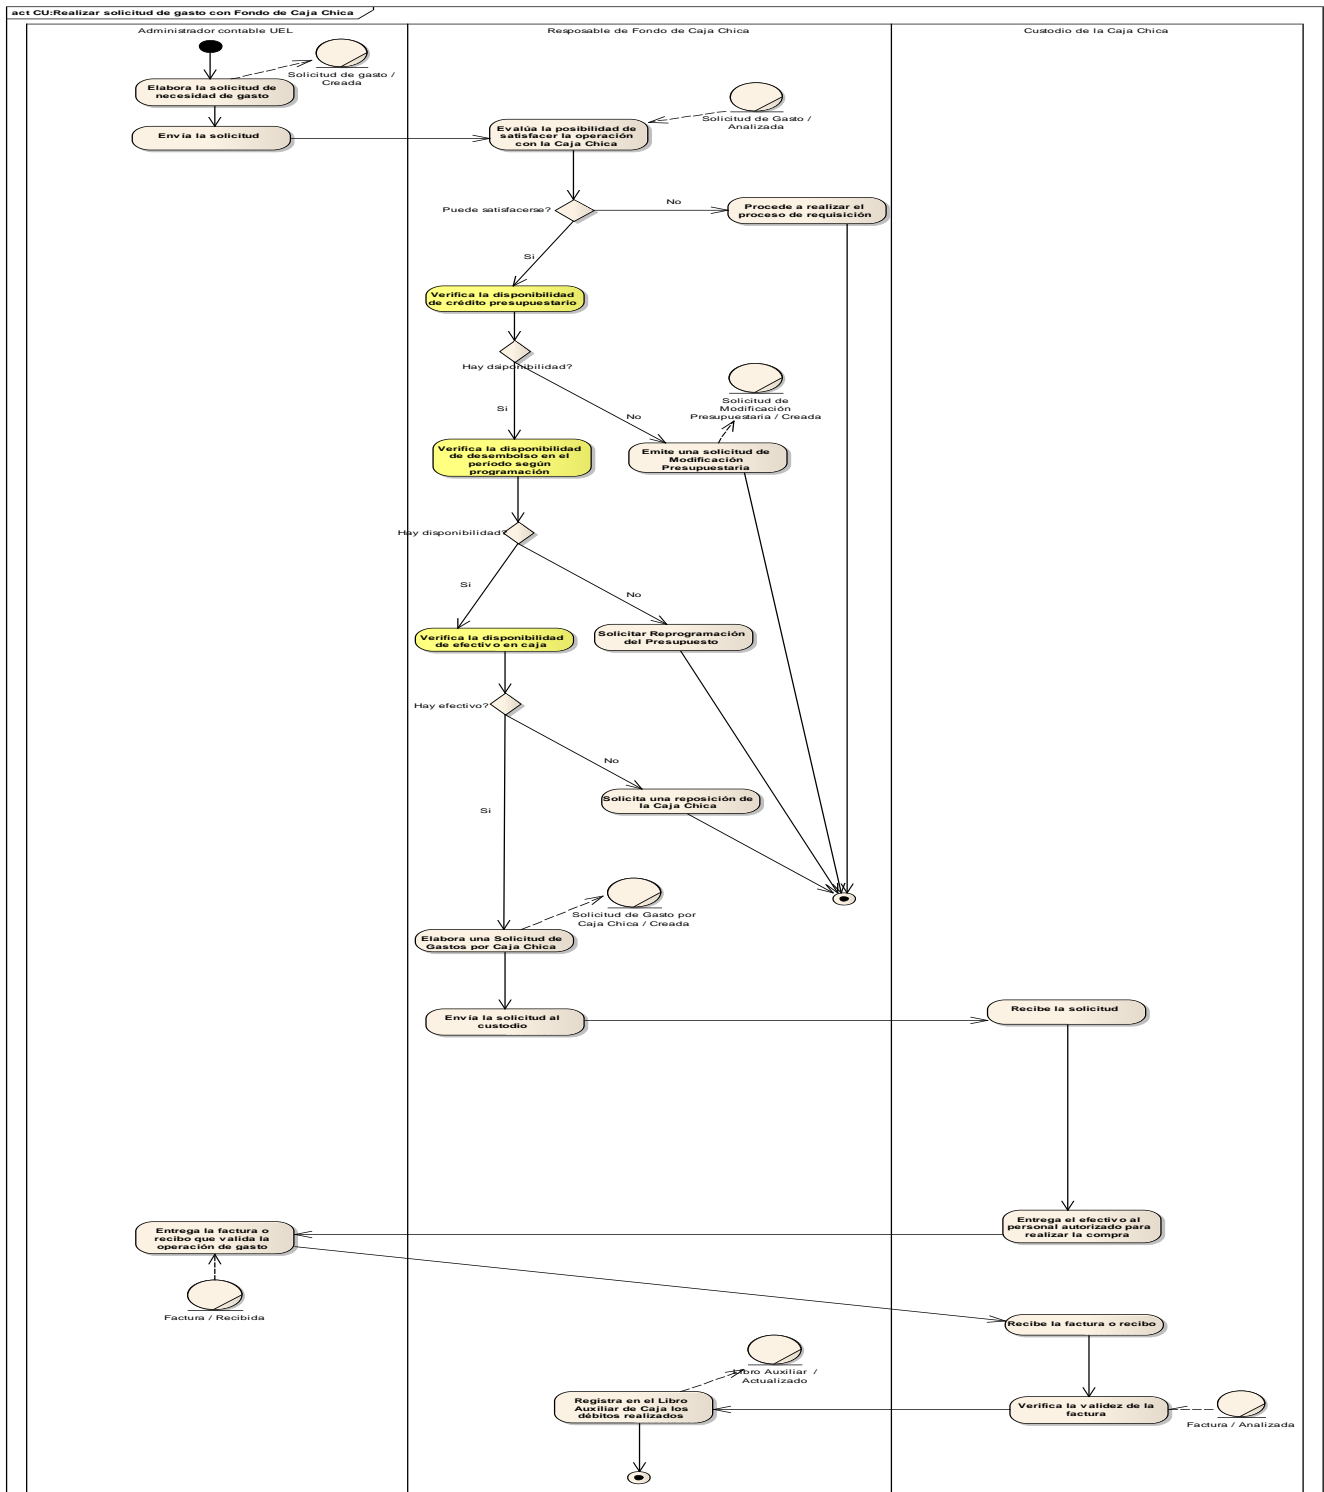 act CU:Realizar solicitud de gasto con Fondo de Caja Chica
Administrador contable UEL
Resposable de Fondo de Caja Chica
Custodio de la Caja Chica
Solicitud de gasto /
Creada
Elabora la solicitud de
necesidad de gasto
Envía la solicitud
Evalúa la posibilidad de
satisfacer la operación
con la Caja Chica
Solicitud de Gasto /
Analizada
Puede satisfacerse?
No
Procede a realizar el
proceso de requisición
Si
Verifica la disponibilidad
de crédito presupuestario
Hay dsiponibilidad?
Si
No
Solicitud de
Modificación
Presupuestaria / Creada
Verifica la disponibilidad
de desembolso en el
período según
programación
Emite una solicitud de
Modificación
Presupuestaria
Hay disponibilidad?
Si
No
Verifica la disponibilidad
de efectivo en caja
Solicitar Reprogramación
del Presupuesto
Hay efectivo?
No
Si
Solicita una reposición de
la Caja Chica
Solicitud de Gasto por
Caja Chica / Creada
Elabora una Solicitud de
Gastos por Caja Chica
Envía la solicitud al
custodio
Recibe la solicitud
Entrega la factura o
recibo que valida la
operación de gasto
Entrega el efectivo al
personal autorizado para
realizar la compra
Factura / Recibida
Recibe la factura o recibo
Libro Auxiliar /
Actualizado
Registra en el Libro
Auxiliar de Caja los
débitos realizados
Verifica la validez de la
factura
Factura / Analizada